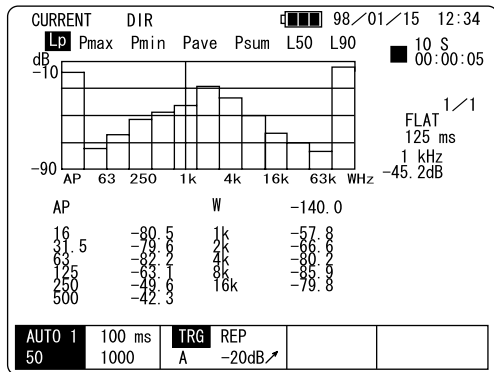 CURRENT DIR 98/01/15 12:34
Lp Pmax Pmin Pave Psum L50 L90
10 S
00:00:05
dB
-10
-90
AP 63 250 1k 4k 16k 63k W Hz
1/1
FLAT
125 ms
1 kHz
-45.2dB
AP W -140.0
16 -80.5 1k -57.8
31.5 -79.6 2k -66.6
63 -82.2 4k -80.2
125 -63.1 8k -85.9
250 -49.6 16k -79.8
500 -42.3
AUTO 1 100 ms TRG REP
50 1000 A -20dB↗